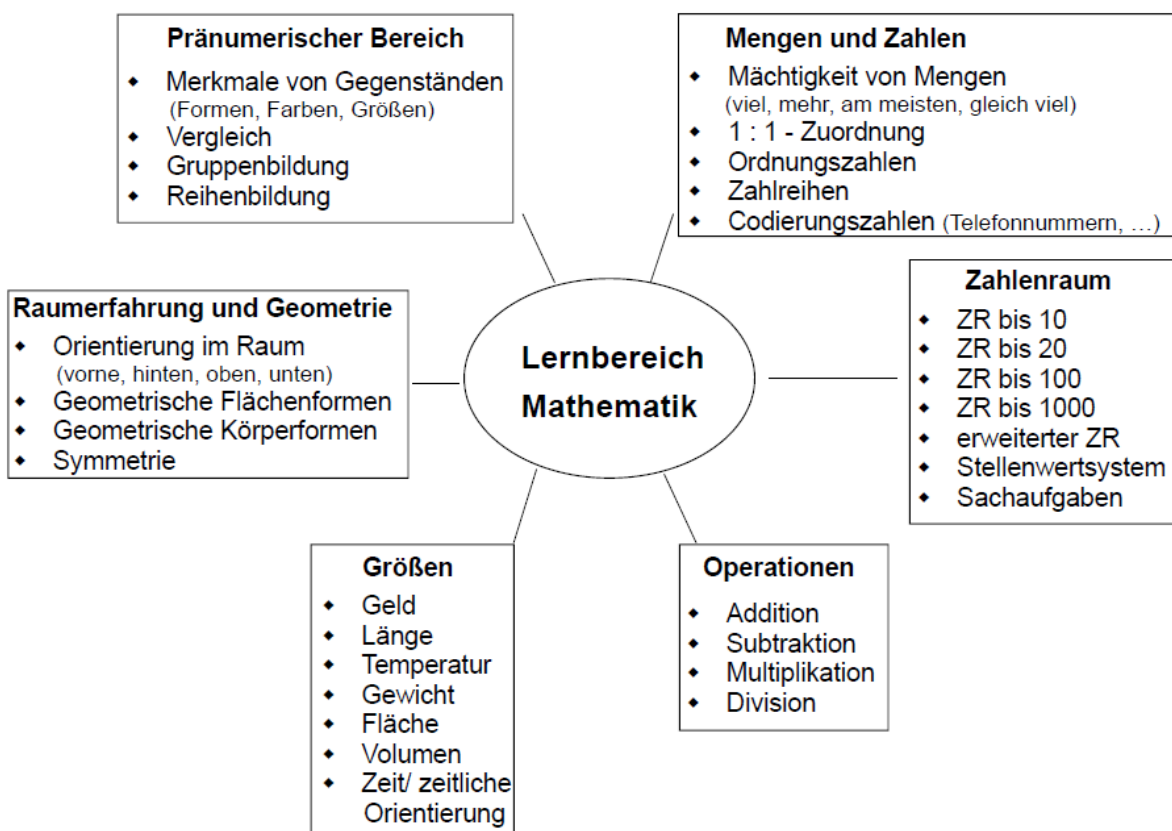 Pränumerischer Bereich
Merkmale von Gegenständen
(Formen, Farben, Größen)
Vergleich
Gruppenbildung
Reihenbildung
Mengen und Zahlen
Mächtigkeit von Mengen
(viel, mehr, am meisten, gleich viel)
1 : 1 - Zuordnung
Ordnungszahlen
Zahlreihen
Codierungszahlen (Telefonnummern, …)
Raumerfahrung und Geometrie
Orientierung im Raum
(vorne, hinten, oben, unten)
Geometrische Flächenformen
Geometrische Körperformen
Symmetrie
Lernbereich
Mathematik
Zahlenraum
ZR bis 10
ZR bis 20
ZR bis 100
ZR bis 1000
erweiterter ZR
Stellenwertsystem
Sachaufgaben
Größen
Geld
Länge
Temperatur
Gewicht
Fläche
Volumen
Zeit/ zeitliche
Orientierung
Operationen
Addition
Subtraktion
Multiplikation
Division